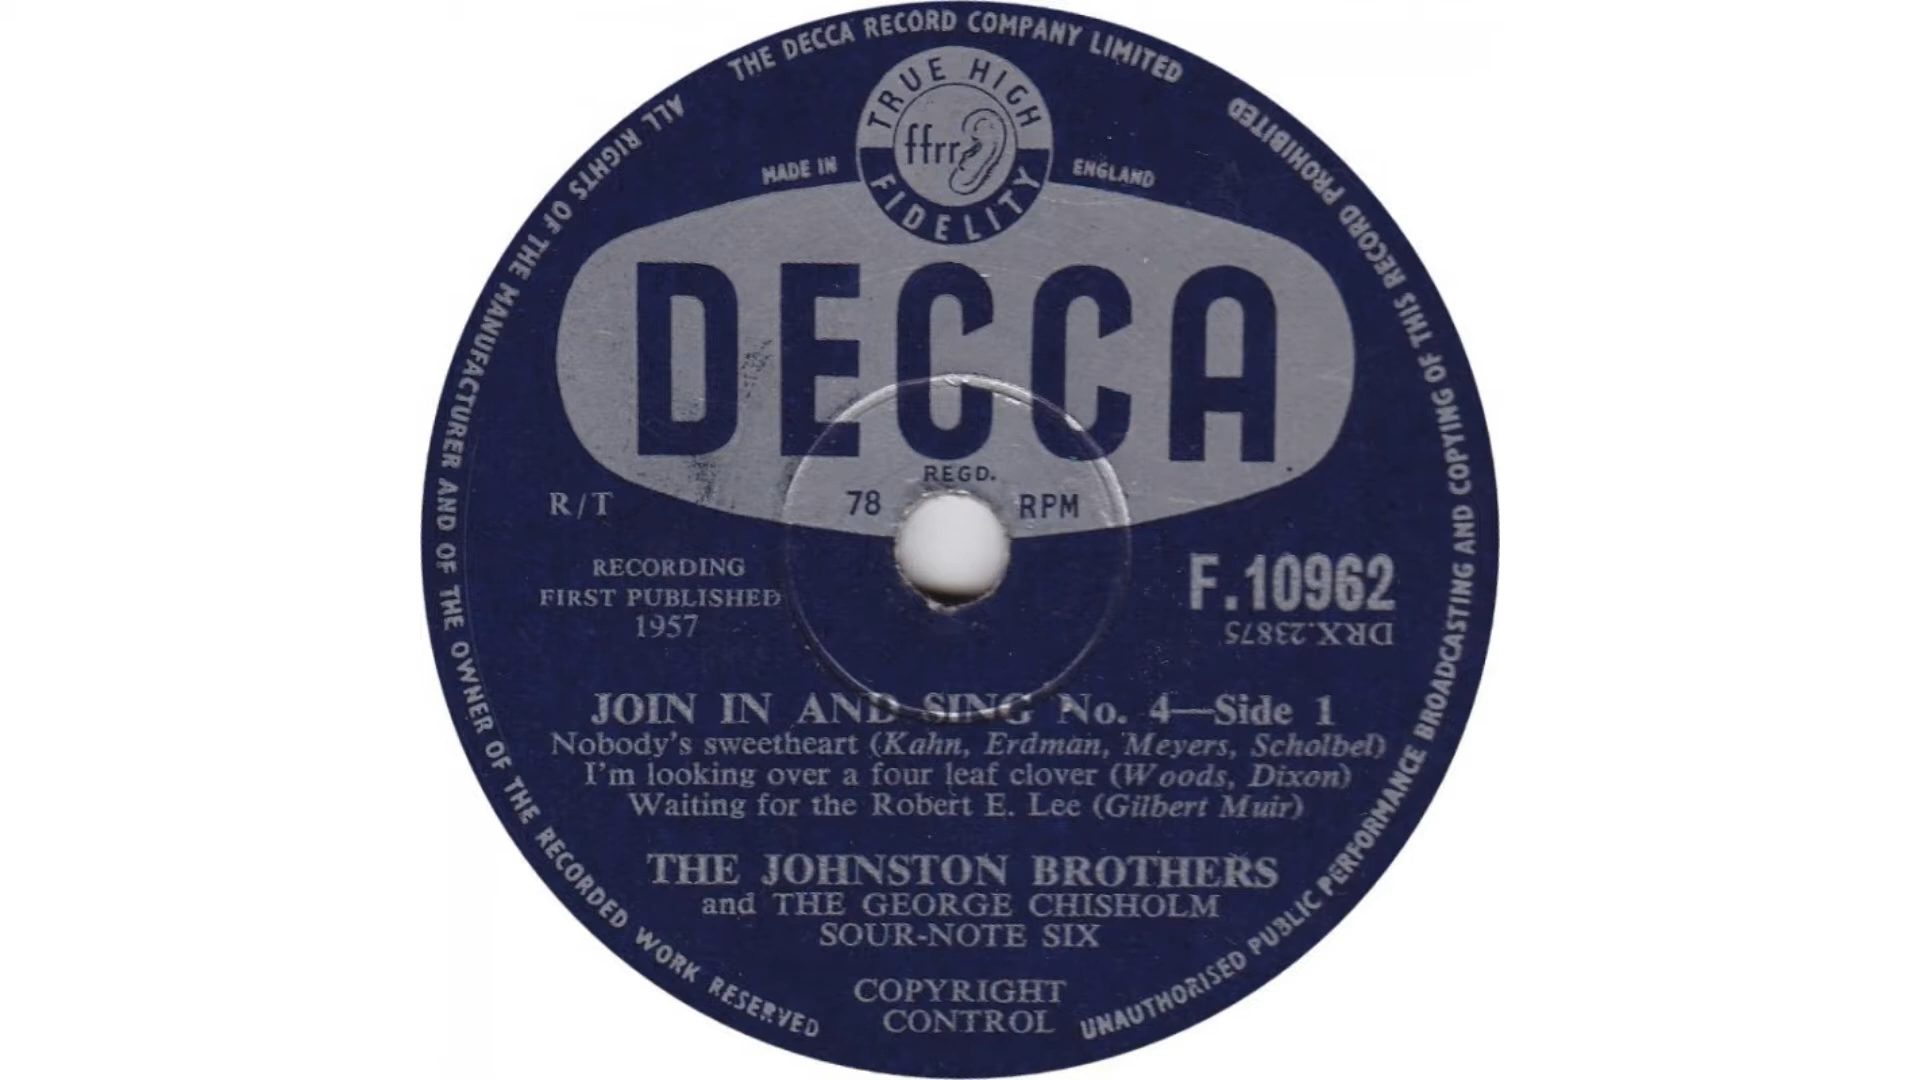 THE DECCA RECORD COMPANY LIMITED
ALL RIGHTS OF THE MANUFACTURER AND OF THE OWNER OF THE RECORDED WORK RESERVED
UNAUTHORISED PUBLIC PERFORMANCE BROADCASTING AND COPYING OF THIS RECORD PROHIBITED
TRUE HIGH
ffrr
FIDELITY
MADE IN ENGLAND
DECCA
REGD.
R/T
78 RPM
RECORDING
FIRST PUBLISHED
1957
F.10962
DRX.23875
JOIN IN AND SING No. 4—Side 1
Nobody's sweetheart (Kahn, Erdman, Meyers, Scholbel)
I'm looking over a four leaf clover (Woods, Dixon)
Waiting for the Robert E. Lee (Gilbert Muir)
THE JOHNSTON BROTHERS
and THE GEORGE CHISHOLM
SOUR-NOTE SIX
COPYRIGHT
CONTROL